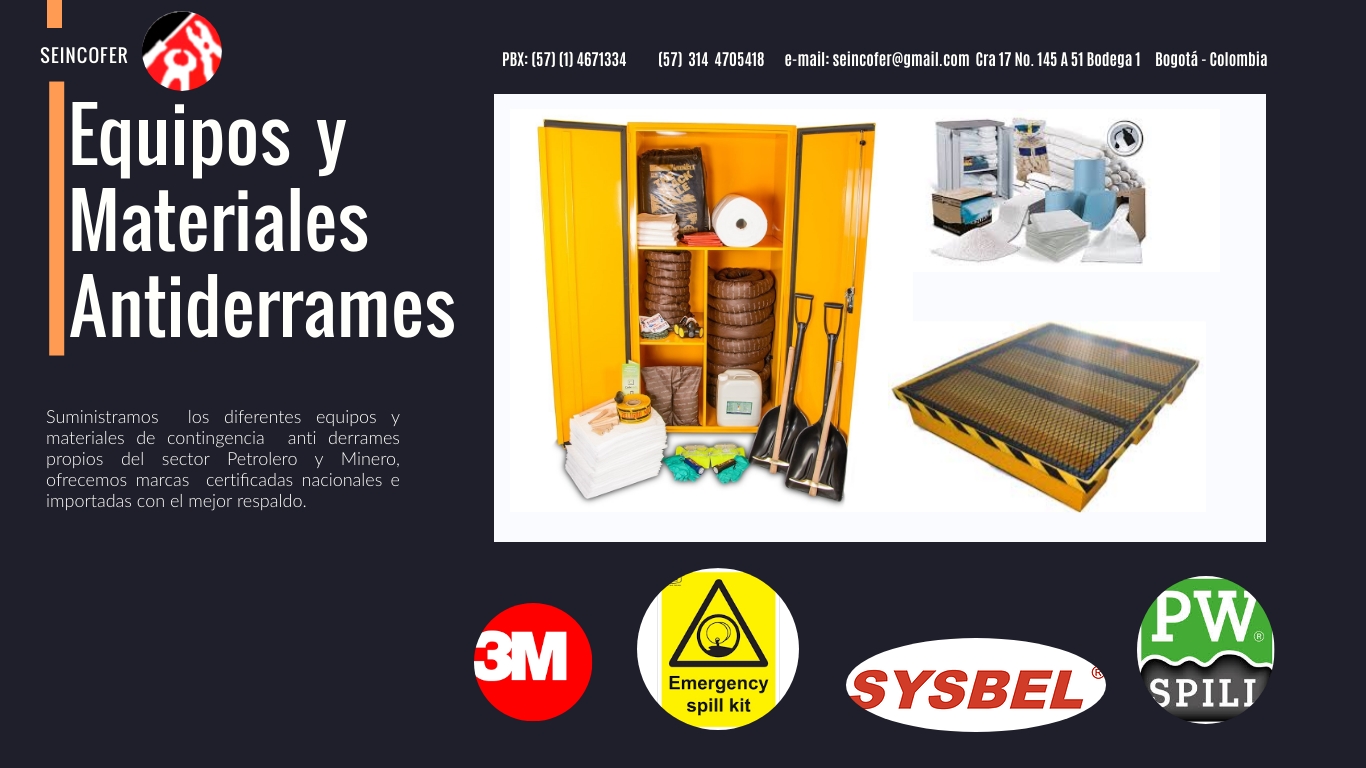 SEINCOFER
PBX: (57) (1) 4671334 (57) 314 4705418 e-mail: seincofer@gmail.com Cra 17 No. 145 A 51 Bodega 1 Bogotá - Colombia
Equipos y
Materiales
Antiderrames
Suministramos los diferentes equipos y
materiales de contingencia anti derrames
propios del sector Petrolero y Minero,
ofrecemos marcas certificadas nacionales e
importadas con el mejor respaldo.
3M
Emergency
spill kit
SYSBEL®
PW®
SPILL